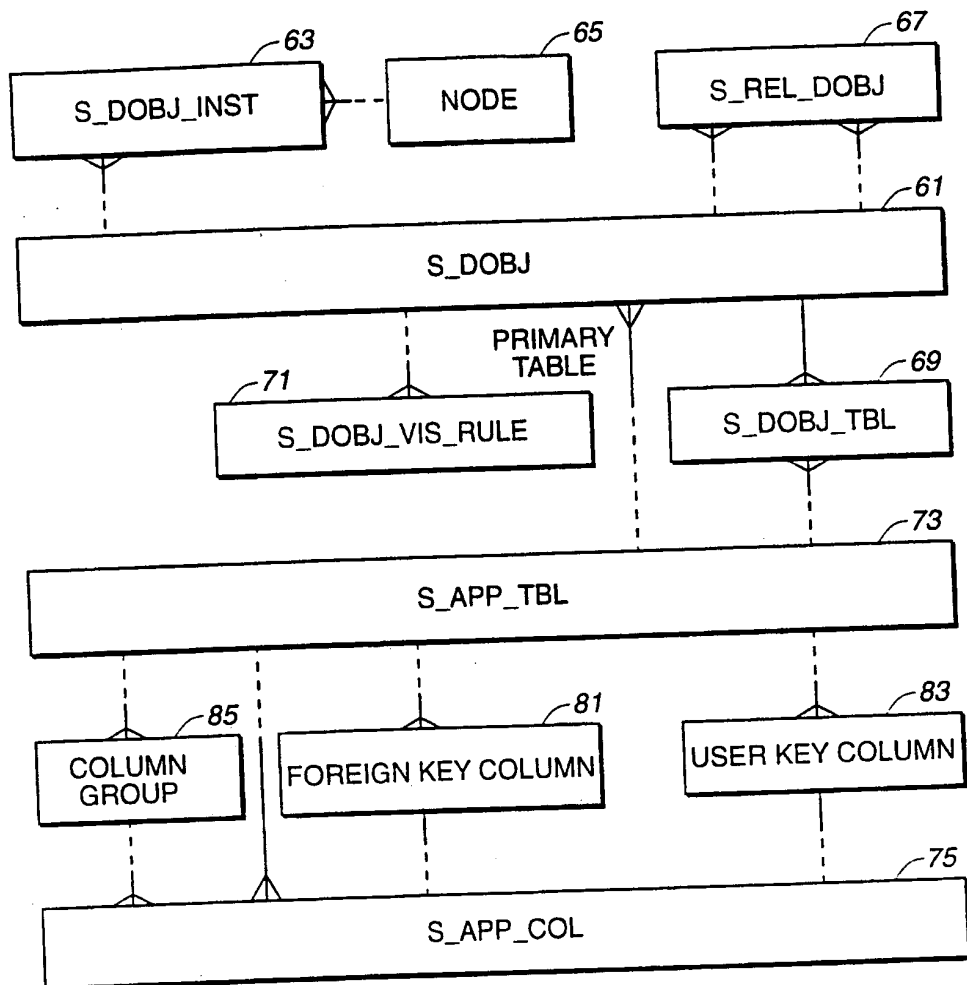 63
65
67
S_DOBJ_INST
NODE
S_REL_DOBJ
61
S_DOBJ
PRIMARY
TABLE
71
69
S_DOBJ_VIS_RULE
S_DOBJ_TBL
73
S_APP_TBL
85
81
83
COLUMN
GROUP
FOREIGN KEY COLUMN
USER KEY COLUMN
75
S_APP_COL